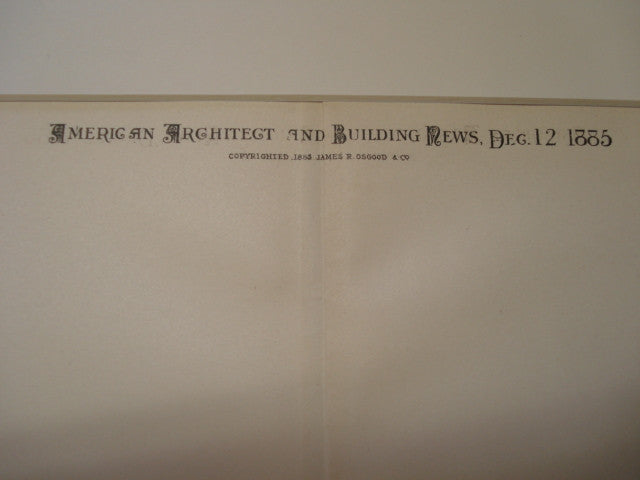 American Architect and Building News, Dec. 12 1885
COPYRIGHTED 1885 JAMES R. OSGOOD & CO